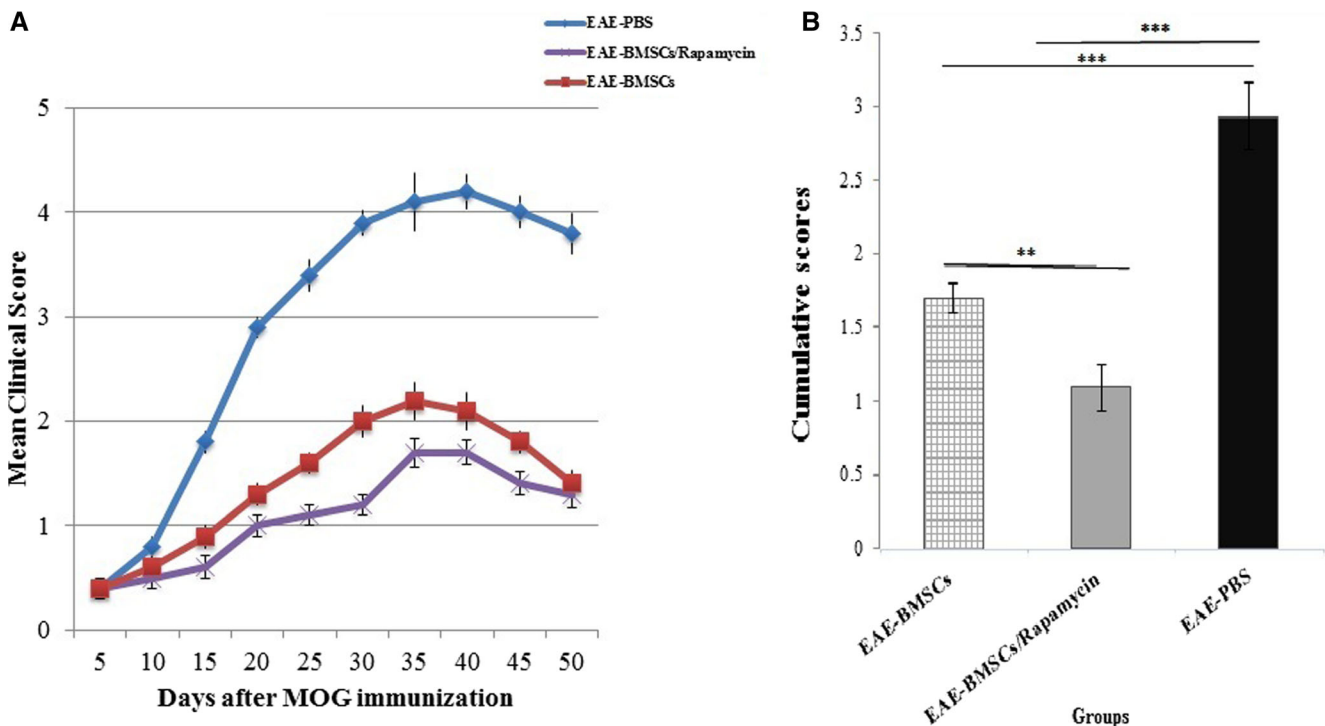 A
EAE-PBS
EAE-BMSCs/Rapamycin
EAE-BMSCs
5
4
3
2
1
0
Mean Clinical Score
5 10 15 20 25 30 35 40 45 50
Days after MOG immunization
B
***
***
**
3.5
3
2.5
2
1.5
1
0.5
0
Cumulative scores
EAE-BMSCs
EAE-BMSCs/Rapamycin
EAE-PBS
Groups